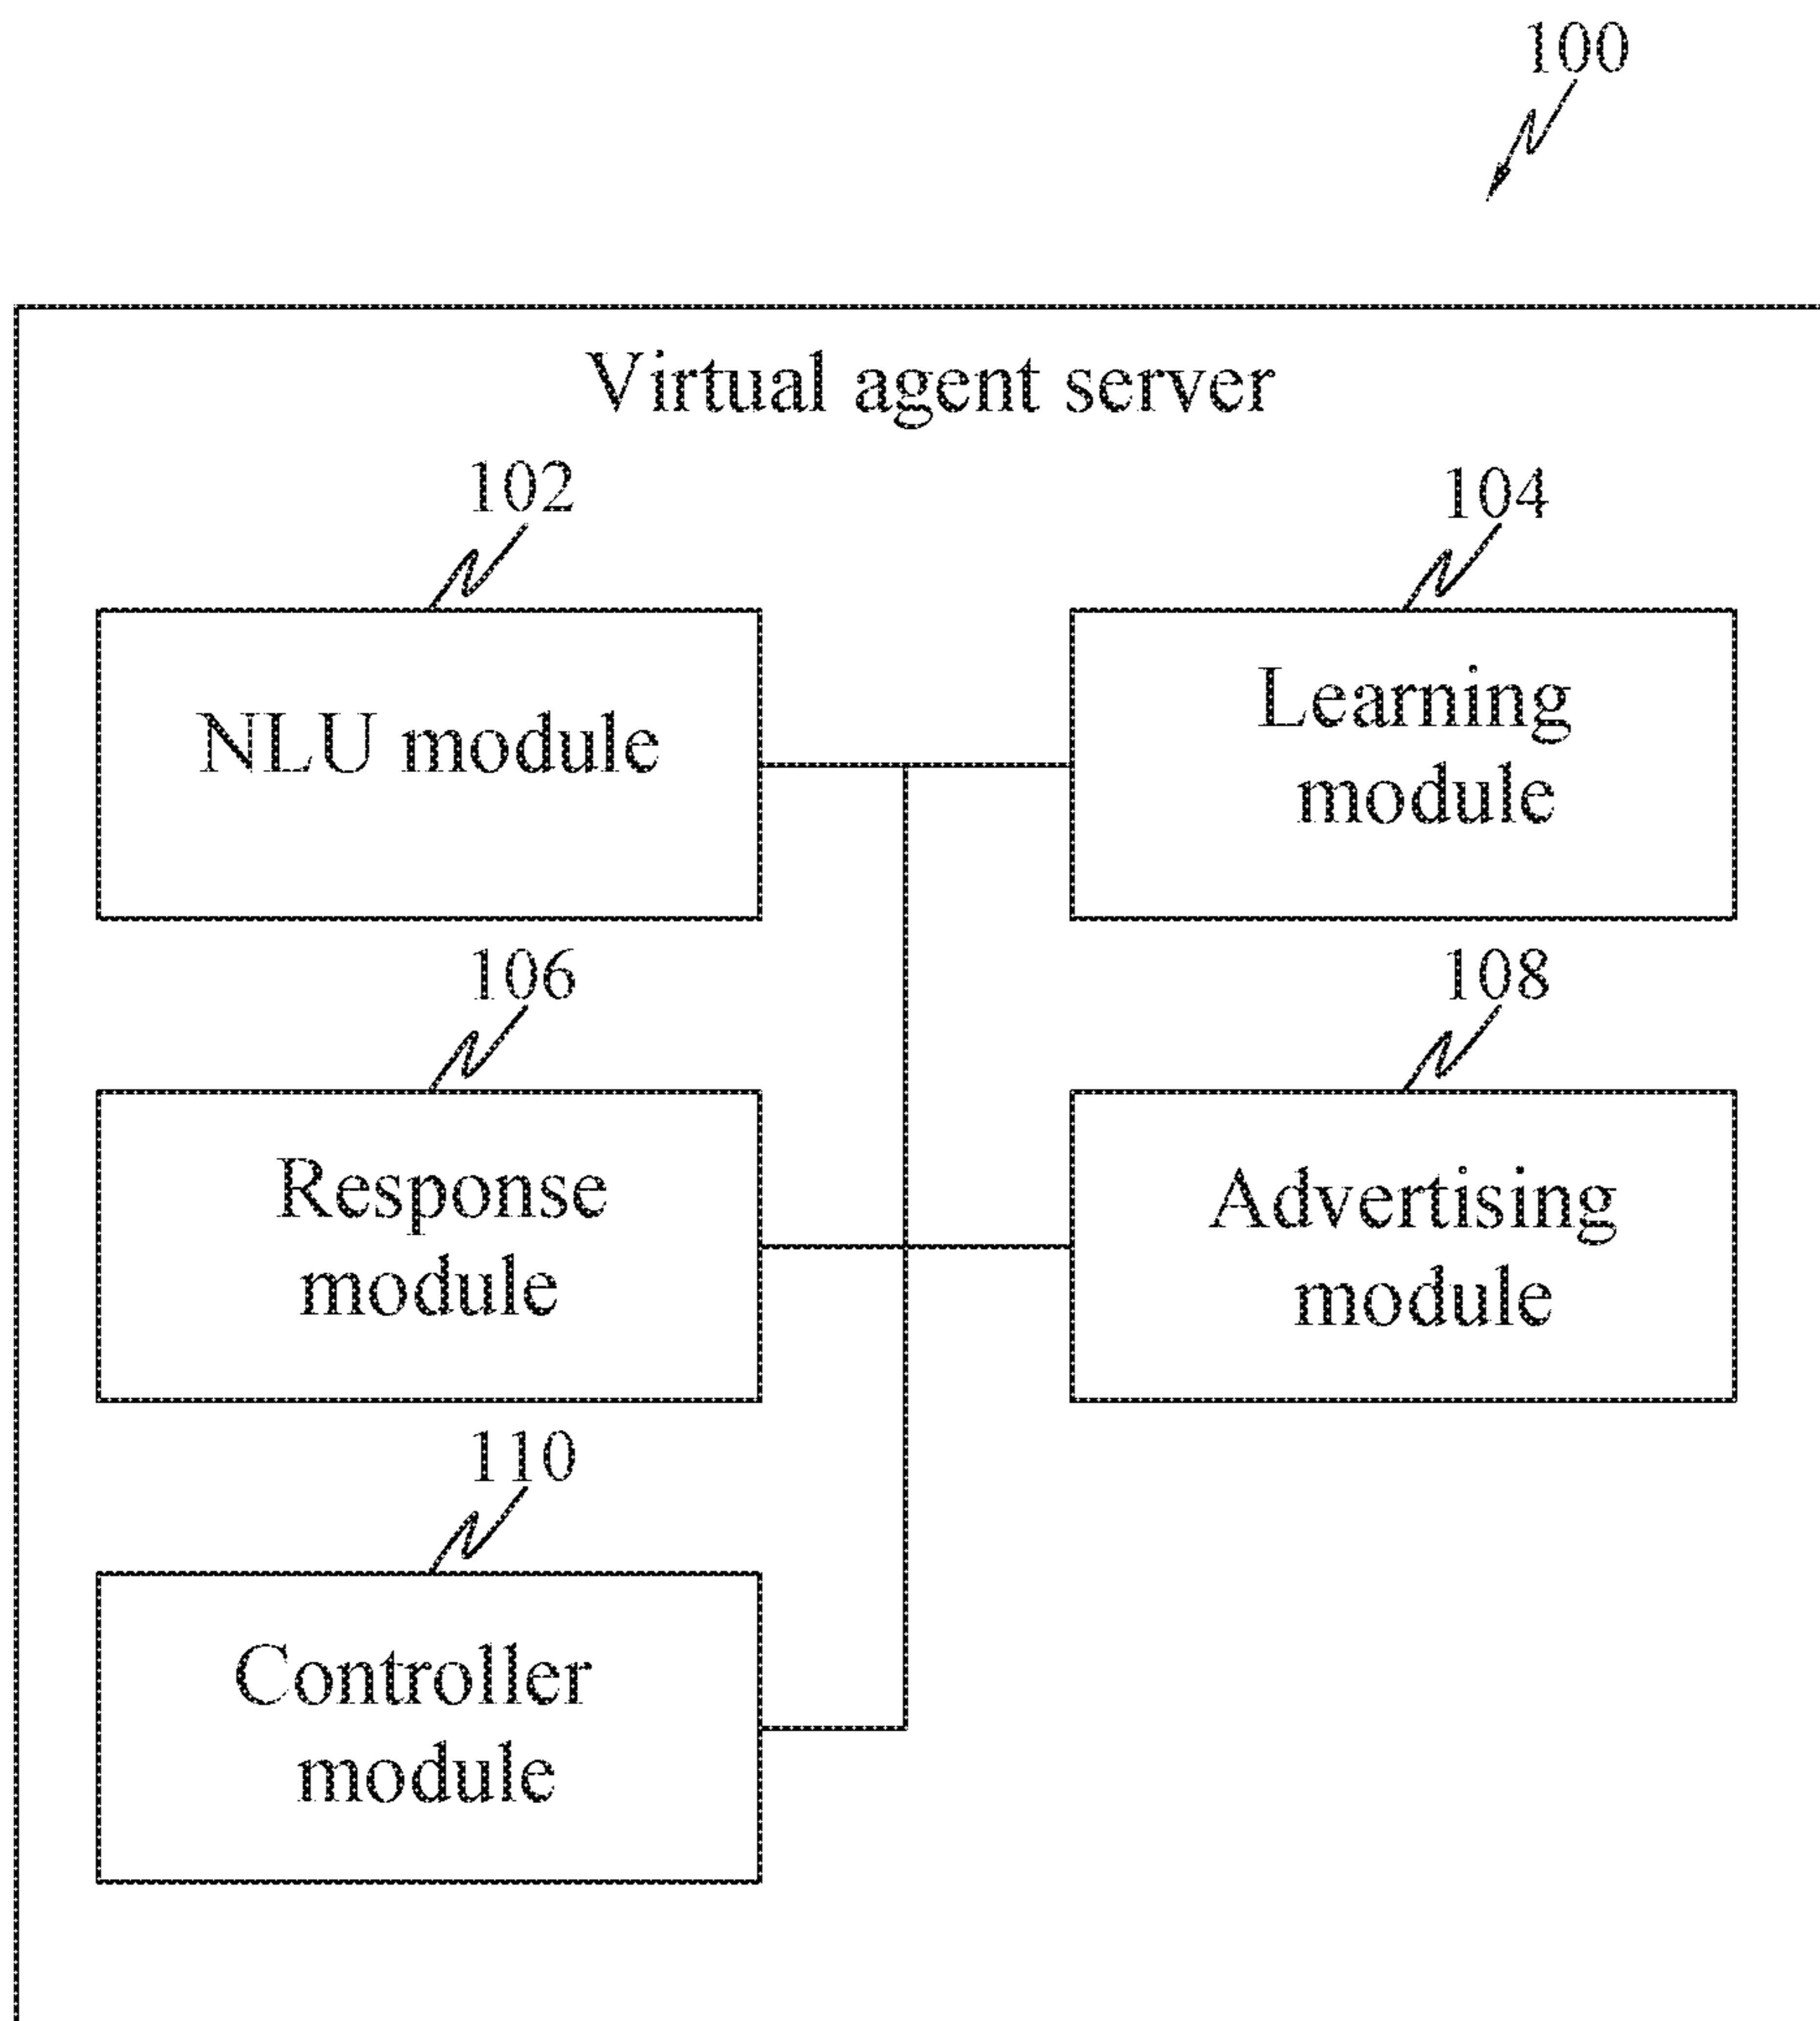 100
Virtual agent server
102
104
NLU module
Learning
module
106
108
Response
module
Advertising
module
110
Controller
module